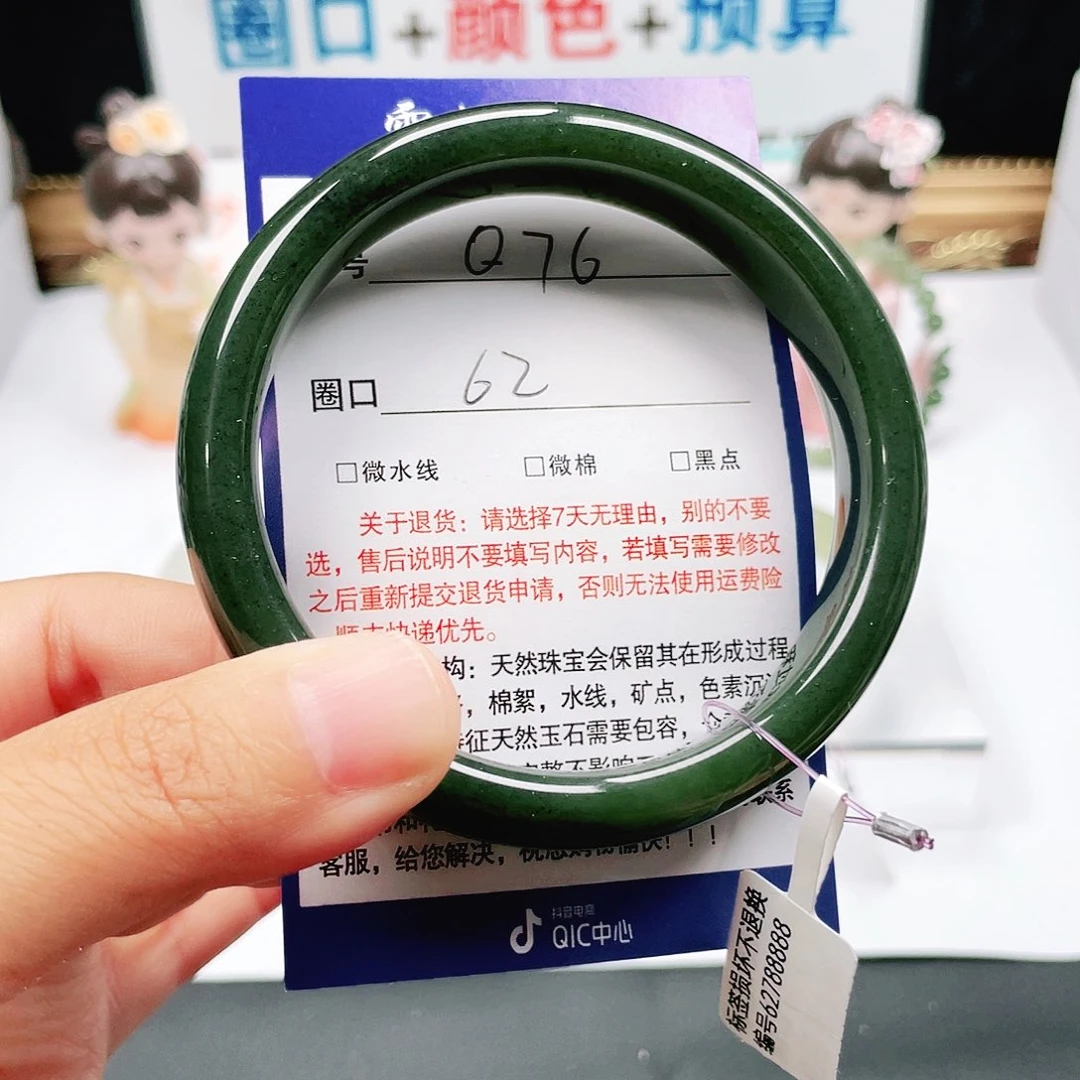 圈口+颜色+预算
号 Q76
圈口 62
□微水线 □微棉 □黑点
关于退货：请选择7天无理由，别的不要
选，售后说明不要填写内容，若填写需要修改
之后重新提交退货申请，否则无法使用运费险
快递优先。
构：天然珠宝会保留其在形成过程
，棉絮，水线，矿点，色素沉
征天然玉石需要包容，
客服，给您解决，祝您购物愉快！！！
抖音电商
QIC中心
标签损坏不退换
编号62788888